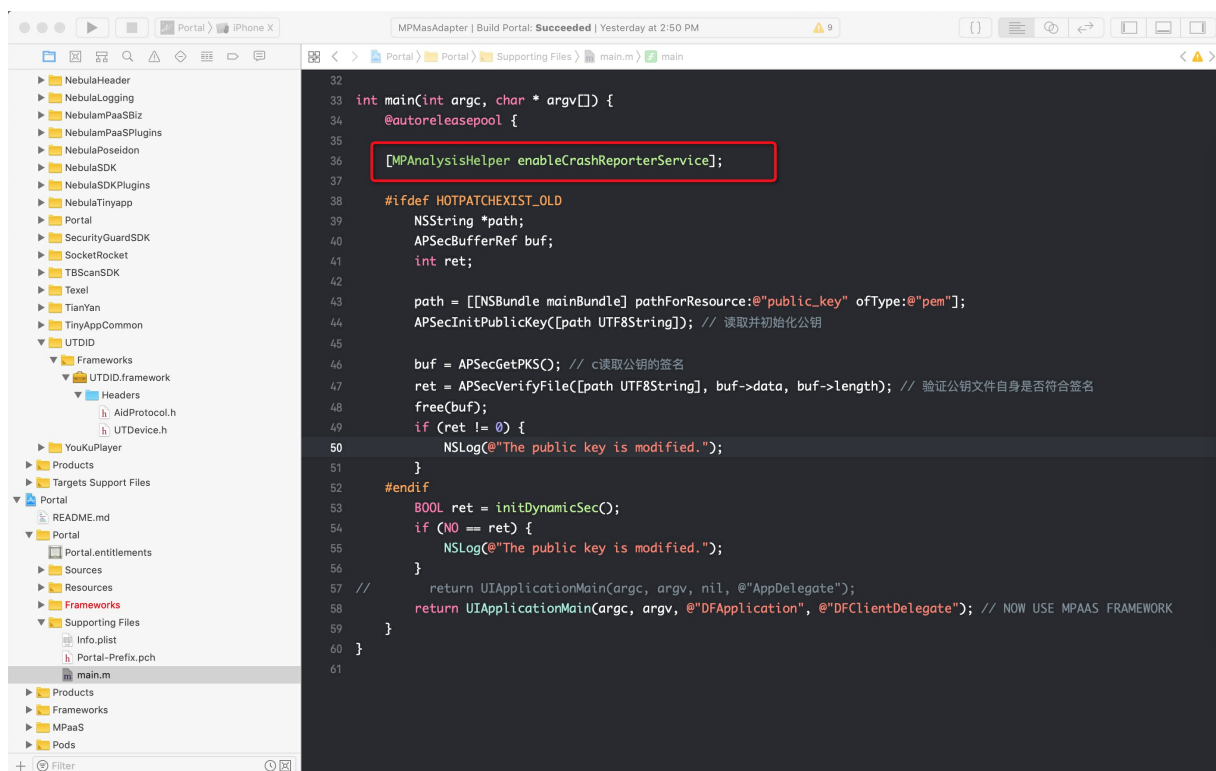 Portal 〉 iPhone X
MPMasAdapter | Build Portal: Succeeded | Yesterday at 2:50 PM
9
Portal 〉 Portal 〉 Supporting Files 〉 main.m 〉 main
NebulaHeader
NebulaLogging
NebulamPaaSBiz
NebulamPaaSPlugins
NebulaPoseidon
NebulaSDK
NebulaSDKPlugins
NebulaTinyapp
Portal
SecurityGuardSDK
SocketRocket
TBScanSDK
Texel
TianYan
TinyAppCommon
UTDID
Frameworks
UTDID.framework
Headers
h AidProtocol.h
h UTDevice.h
YouKuPlayer
Products
Targets Support Files
Portal
README.md
Portal
Portal.entitlements
Sources
Resources
Frameworks
Supporting Files
Info.plist
h Portal-Prefix.pch
m main.m
Products
Frameworks
MPaaS
Pods
Filter
32
33 int main(int argc, char * argv[]) {
34 @autoreleasepool {
35
36 [MPAnalysisHelper enableCrashReporterService];
37
38 #ifdef HOTPATCHEXIST_OLD
39 NSString *path;
40 APSecBufferRef buf;
41 int ret;
42
43 path = [[NSBundle mainBundle] pathForResource:@"public_key" ofType:@"pem"];
44 APSecInitPublicKey([path UTF8String]); // 读取并初始化公钥
45
46 buf = APSecGetPKS(); // c读取公钥的签名
47 ret = APSecVerifyFile([path UTF8String], buf->data, buf->length); // 验证公钥文件自身是否符合签名
48 free(buf);
49 if (ret != 0) {
50 NSLog(@"The public key is modified.");
51 }
52 #endif
53 BOOL ret = initDynamicSec();
54 if (NO == ret) {
55 NSLog(@"The public key is modified.");
56 }
57 // return UIApplicationMain(argc, argv, nil, @"AppDelegate");
58 return UIApplicationMain(argc, argv, @"DFApplication", @"DFClientDelegate"); // NOW USE MPAAS FRAMEWORK
59 }
60 }
61